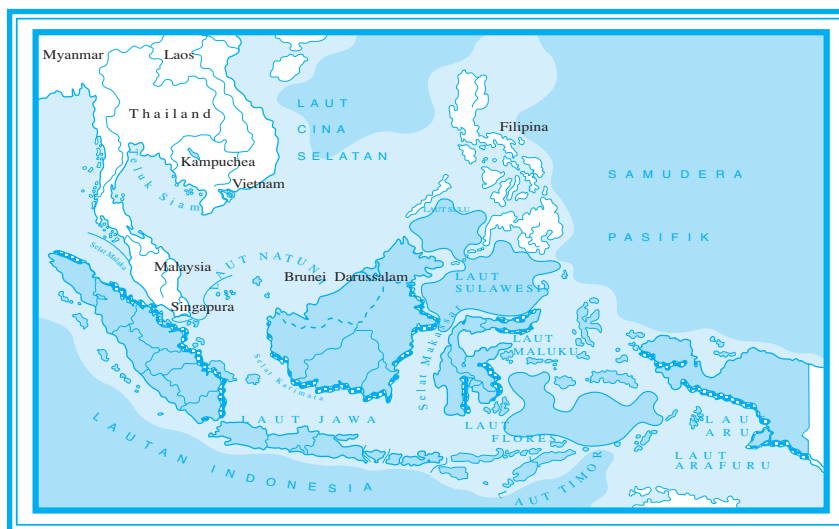 Myanmar
Laos
Thailand
LAUT
CINA
SELATAN
Filipina
Kampuchea
Vietnam
Teluk Siam
SAMUDERA
PASIFIK
LAUT SULU
Selat Malaka
Malaysia
LAUT NATUNA
Brunei Darussalam
LAUT
SULAWESI
Singapura
Selat Makassar
LAUT
MALUKU
Selat Karimata
LAUT JAWA
LAUT
FLORES
LAU
ARU
LAUT
ARAFURU
LAUTAN INDONESIA
LAUT TIMOR